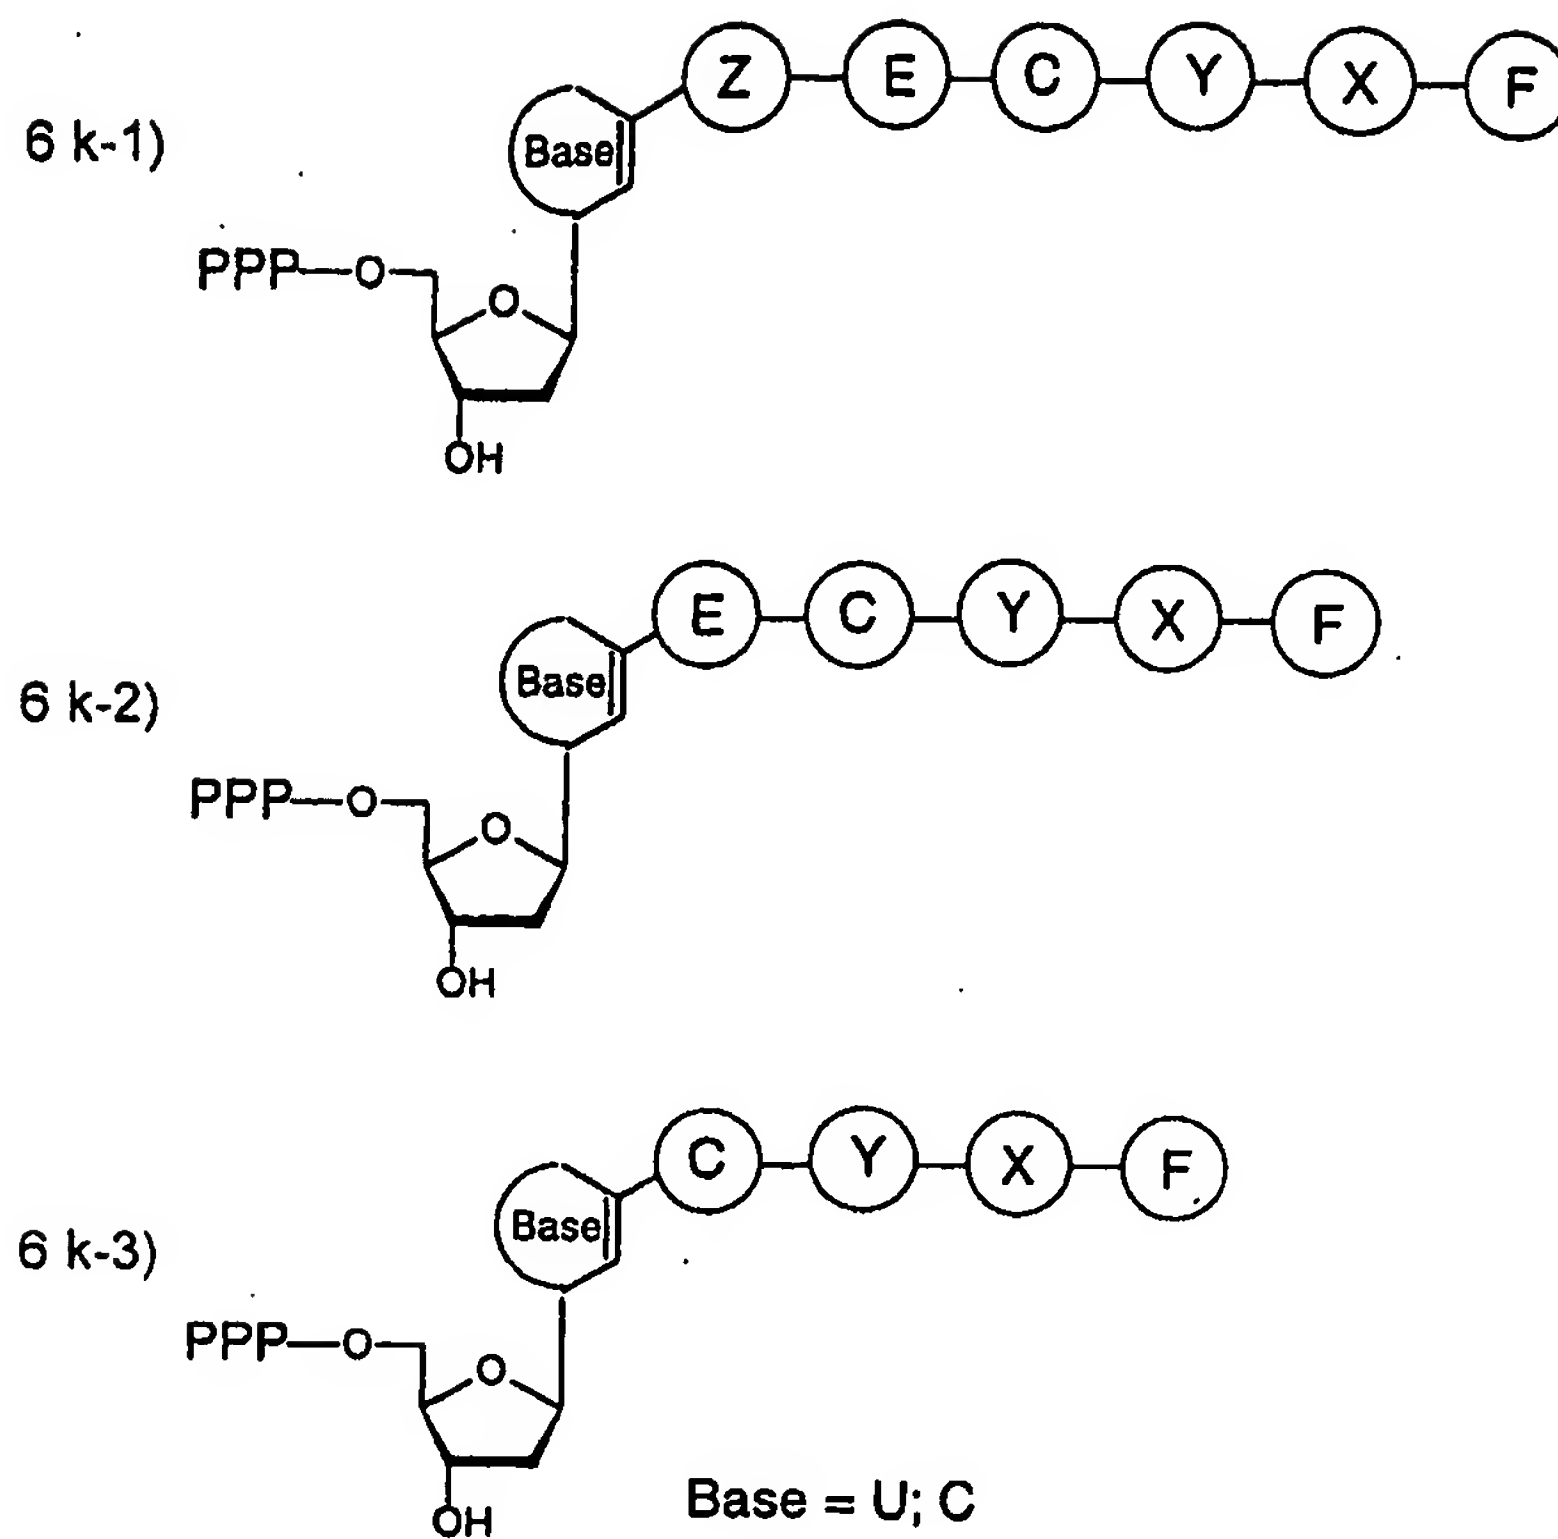 Z E C Y X F
6 k-1)
Base
PPP O
O
OH
E C Y X F
Base
6 k-2)
PPP O
O
OH
C Y X F
Base
6 k-3)
PPP O
O
Base = U; C
OH